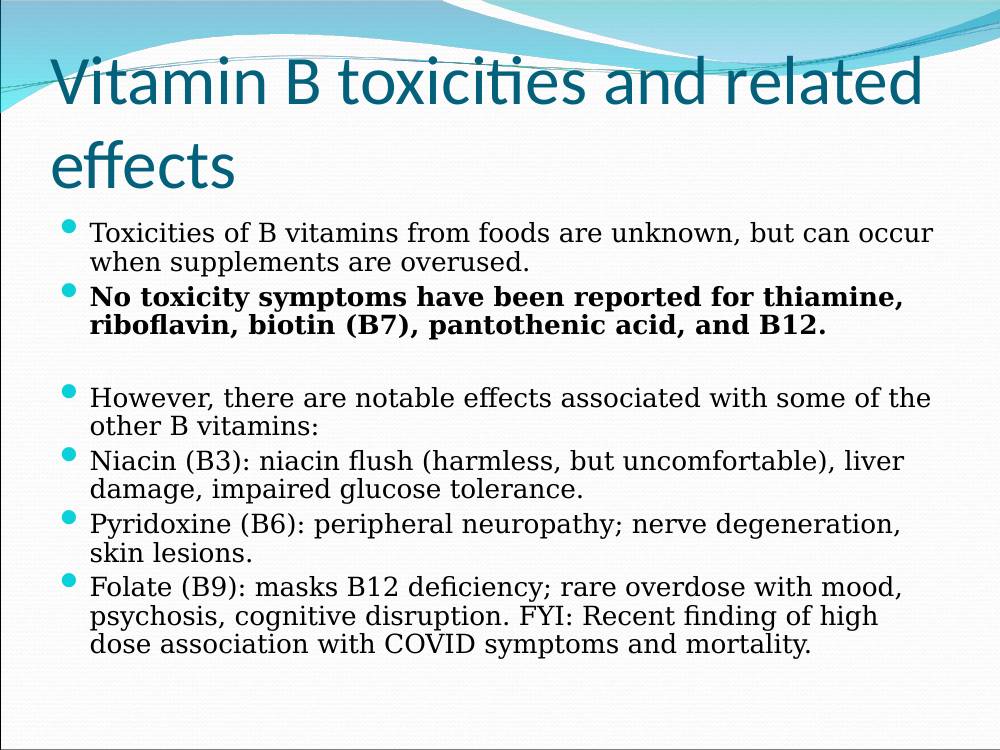 Vitamin B toxicities and related
effects
Toxicities of B vitamins from foods are unknown, but can occur
when supplements are overused.
No toxicity symptoms have been reported for thiamine,
riboflavin, biotin (B7), pantothenic acid, and B12.
However, there are notable effects associated with some of the
other B vitamins:
Niacin (B3): niacin flush (harmless, but uncomfortable), liver
damage, impaired glucose tolerance.
Pyridoxine (B6): peripheral neuropathy; nerve degeneration,
skin lesions.
Folate (B9): masks B12 deficiency; rare overdose with mood,
psychosis, cognitive disruption. FYI: Recent finding of high
dose association with COVID symptoms and mortality.